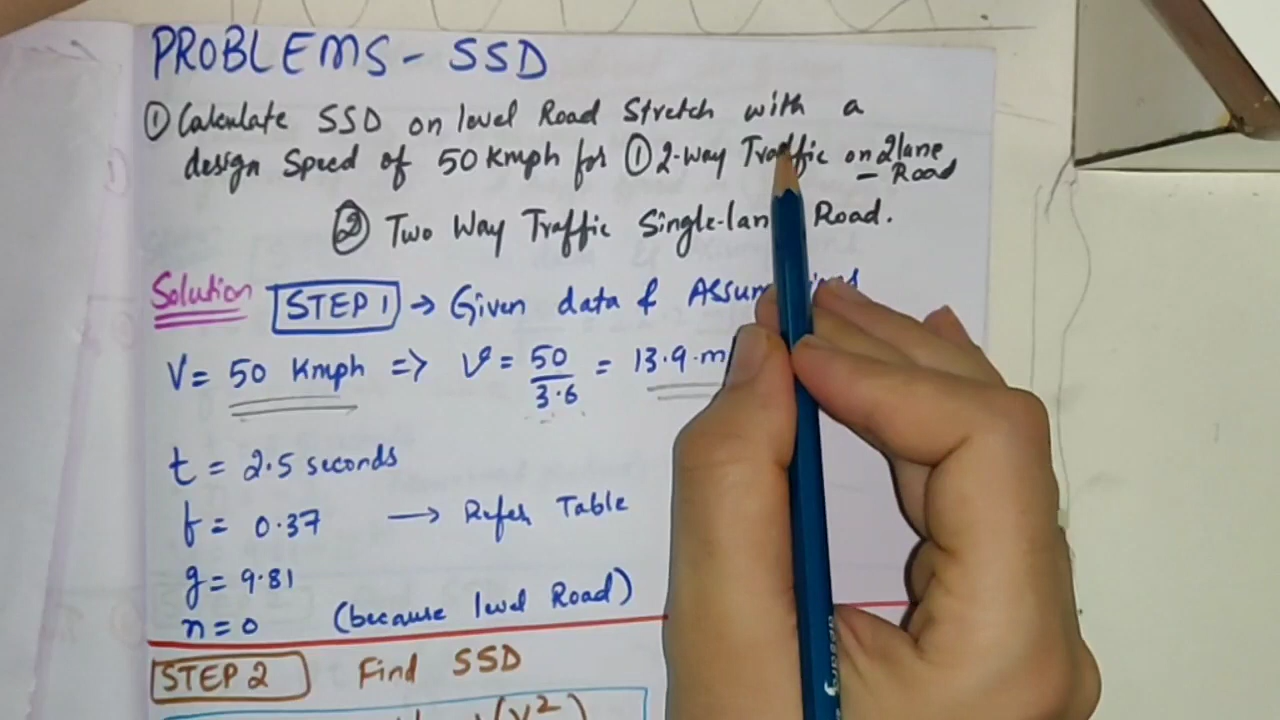 PROBLEMS - SSD
① Calculate SSD on level Road Stretch with a
design Speed of 50 Kmph for ① 2-way Traffic on 2lane
- Road
② Two Way Traffic Single-lan Road.
Solution STEP 1 → Given data &
V = 50 Kmph => v = 50/3.6 = 13.9 m
t = 2.5 seconds
f = 0.37 → Refer Table
g = 9.81
n = 0 (because level Road)
STEP 2 Find SSD